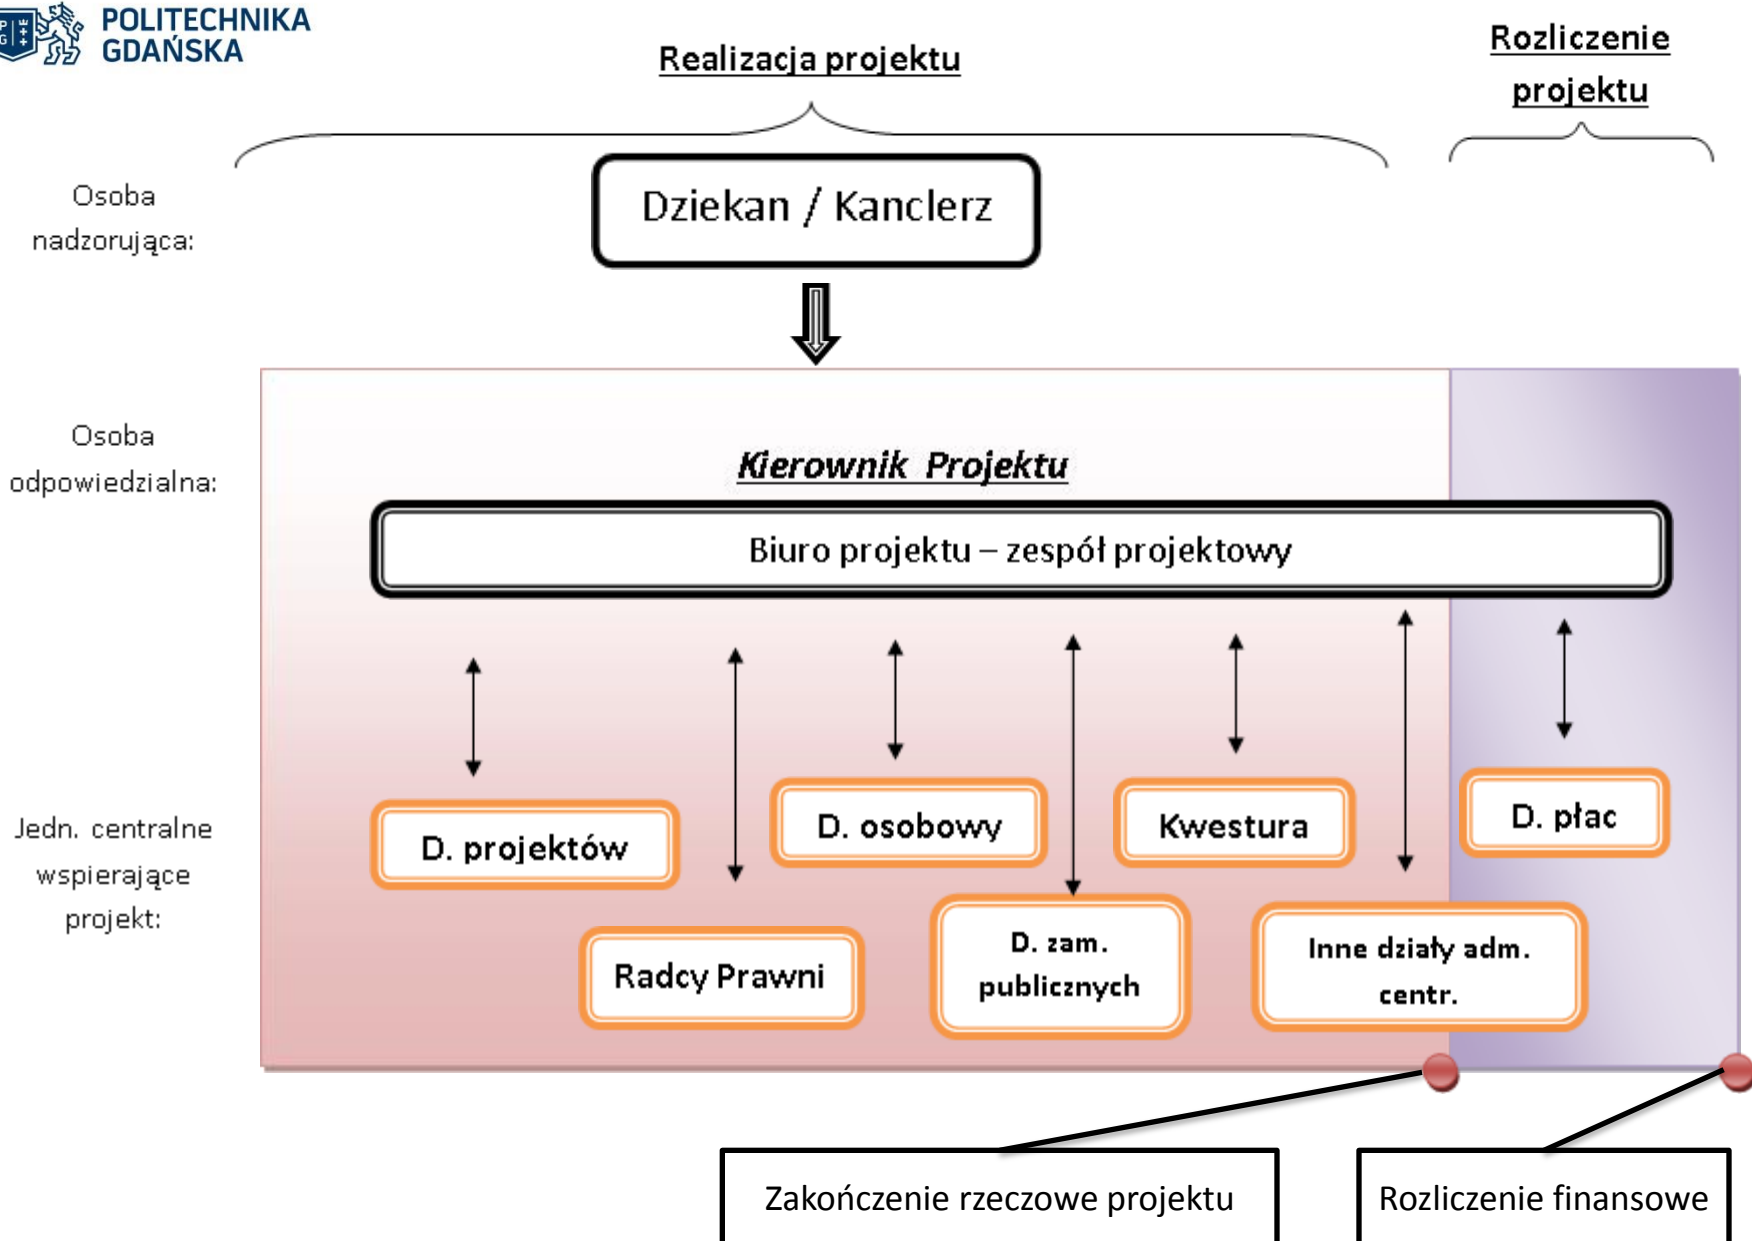 P
G
POLITECHNIKA
GDAŃSKA
Realizacja projektu
Rozliczenie
projektu
Osoba
nadzorująca:
Dziekan / Kanclerz
Osoba
odpowiedzialna:
Kierownik Projektu
Biuro projektu – zespół projektowy
Jedn. centralne
wspierające
projekt:
D. projektów
D. osobowy
Kwestura
D. płac
Radcy Prawni
D. zam.
publicznych
Inne działy adm.
centr.
Zakończenie rzeczowe projektu
Rozliczenie finansowe